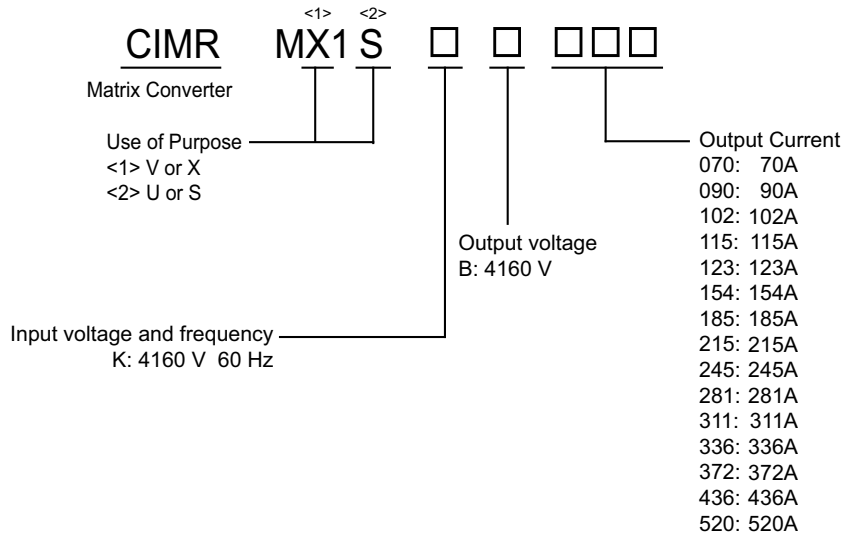 <1> <2>
CIMR MX1 S □ □ □□□
Matrix Converter
Use of Purpose
<1> V or X
<2> U or S
Output Current
070: 70A
090: 90A
102: 102A
115: 115A
123: 123A
154: 154A
185: 185A
215: 215A
245: 245A
281: 281A
311: 311A
336: 336A
372: 372A
436: 436A
520: 520A
Output voltage
B: 4160 V
Input voltage and frequency
K: 4160 V 60 Hz